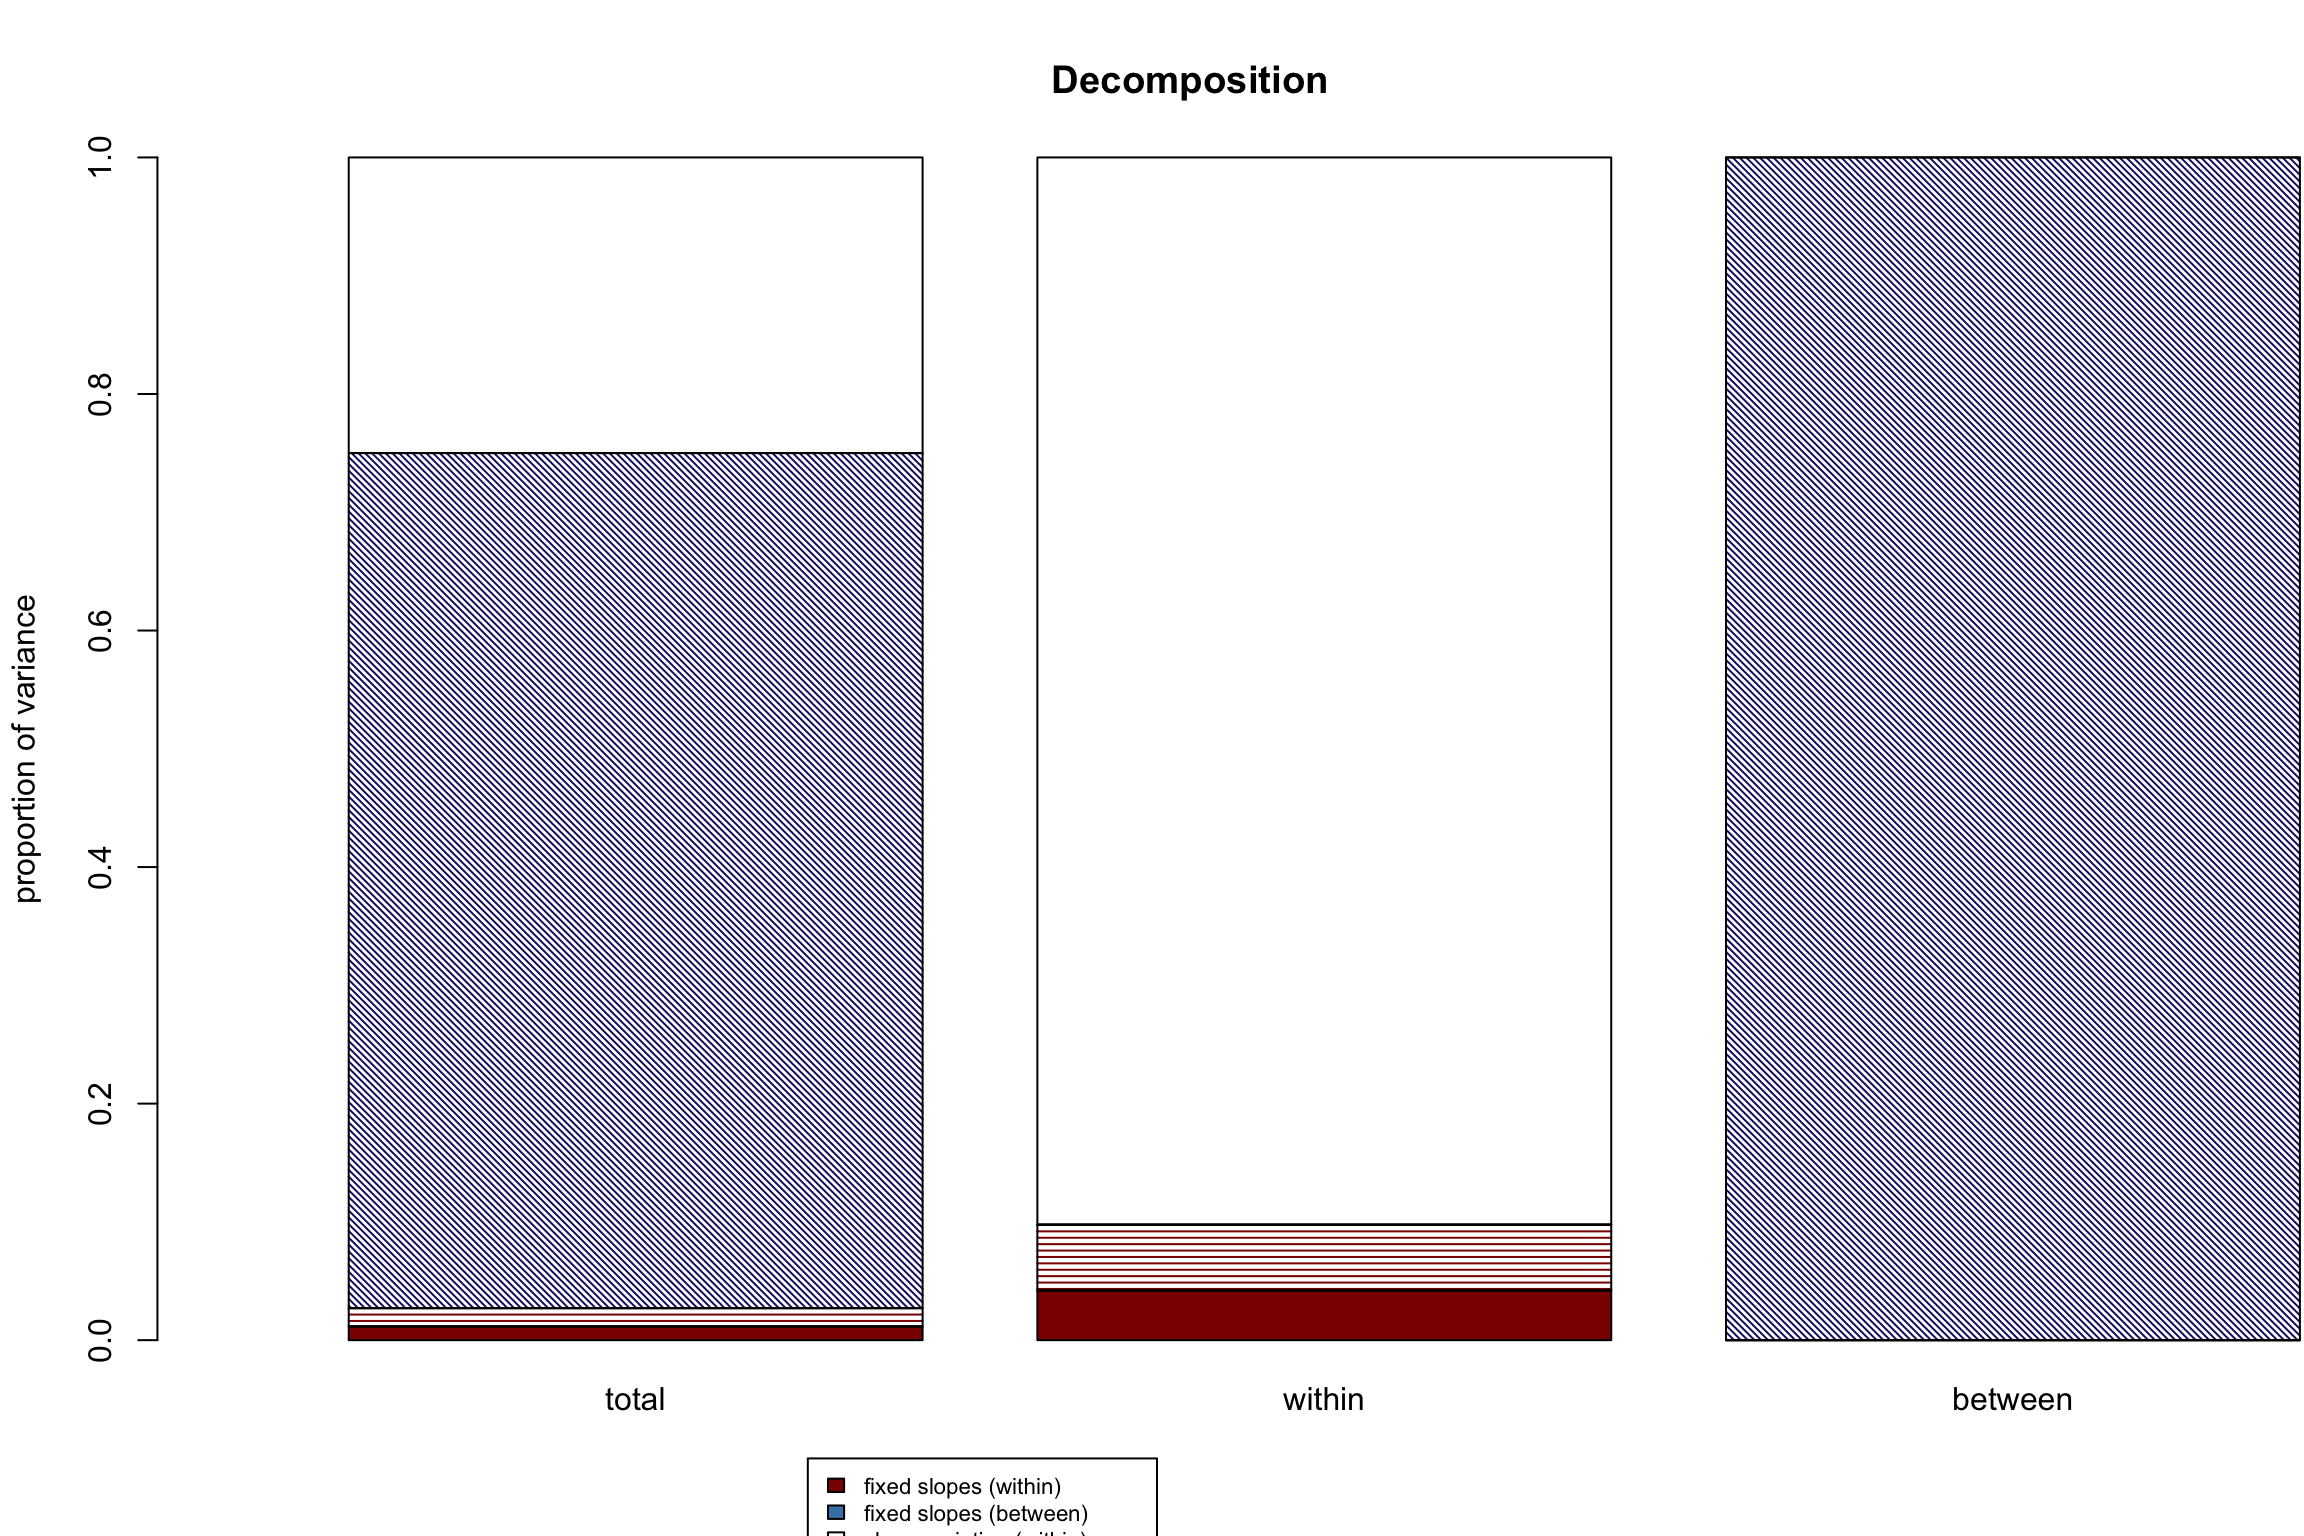 Decomposition
proportion of variance
1.0
0.8
0.6
0.4
0.2
0.0
total
within
between
fixed slopes (within)
fixed slopes (between)